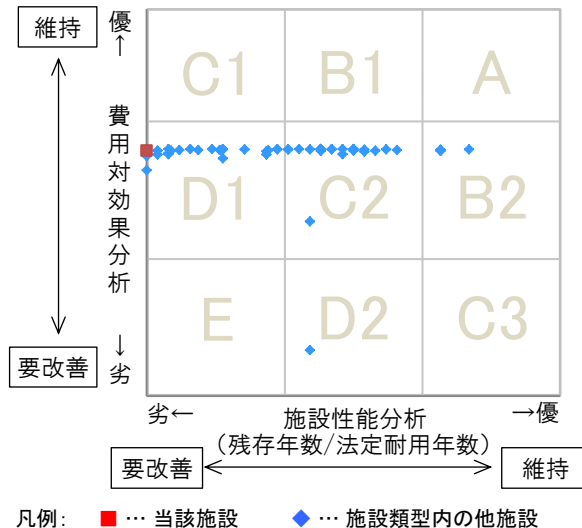 維持
優←
費用対効果分析
↓劣
要改善
C1 B1 A
D1 C2 B2
E D2 C3
劣← 施設性能分析 →優
（残存年数/法定耐用年数）
要改善 維持
凡例: … 当該施設 … 施設類型内の他施設